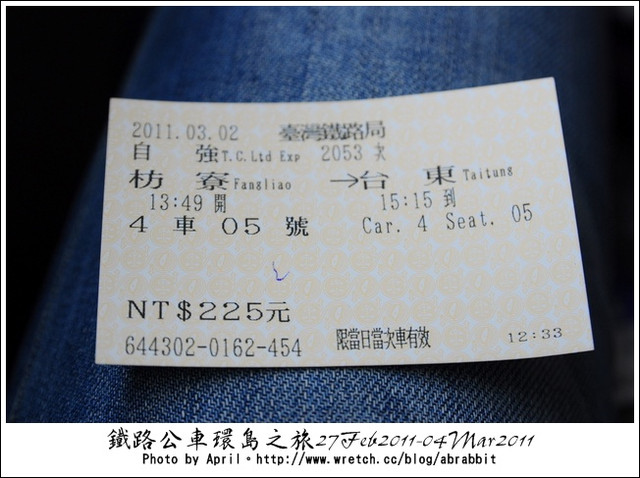 2011.03.02 臺灣鐵路局
自強 T.C.Ltd Exp 2053 次
枋寮 Fangliao →台東 Taitung
13:49 開 15:15 到
4 車 05 號 Car. 4 Seat. 05
NT$225元
644302-0162-454 限當日當次車有效 12:33
鐵路公車環島之旅27Feb2011-04Mar2011
Photo by April。http://www.wretch.cc/blog/abrabbit